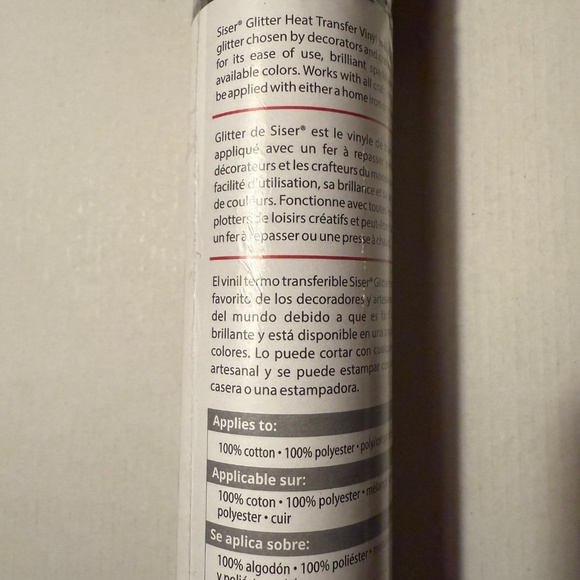 Siser® Glitter Heat Transfer Vinyl
glitter chosen by decorators and
for its ease of use, brilliant
available colors. Works with all
be applied with either a home
Glitter de Siser® est le vinyle de
appliqué avec un fer à repasser
décorateurs et les crafteurs du
facilité d'utilisation, sa brillance et
de couleurs. Fonctionne avec
plotters de loisirs créatifs et
un fer à repasser ou une presse à
El vinil termo transferible Siser®
favorito de los decoradores y
del mundo debido a que es
brillante y está disponible en una
colores. Lo puede cortar con
artesanal y se puede estampar
casera o una estampadora.
Applies to:
100% cotton • 100% polyester •
Applicable sur:
100% coton • 100% polyester •
polyester • cuir
Se aplica sobre:
100% algodón • 100% poliéster •